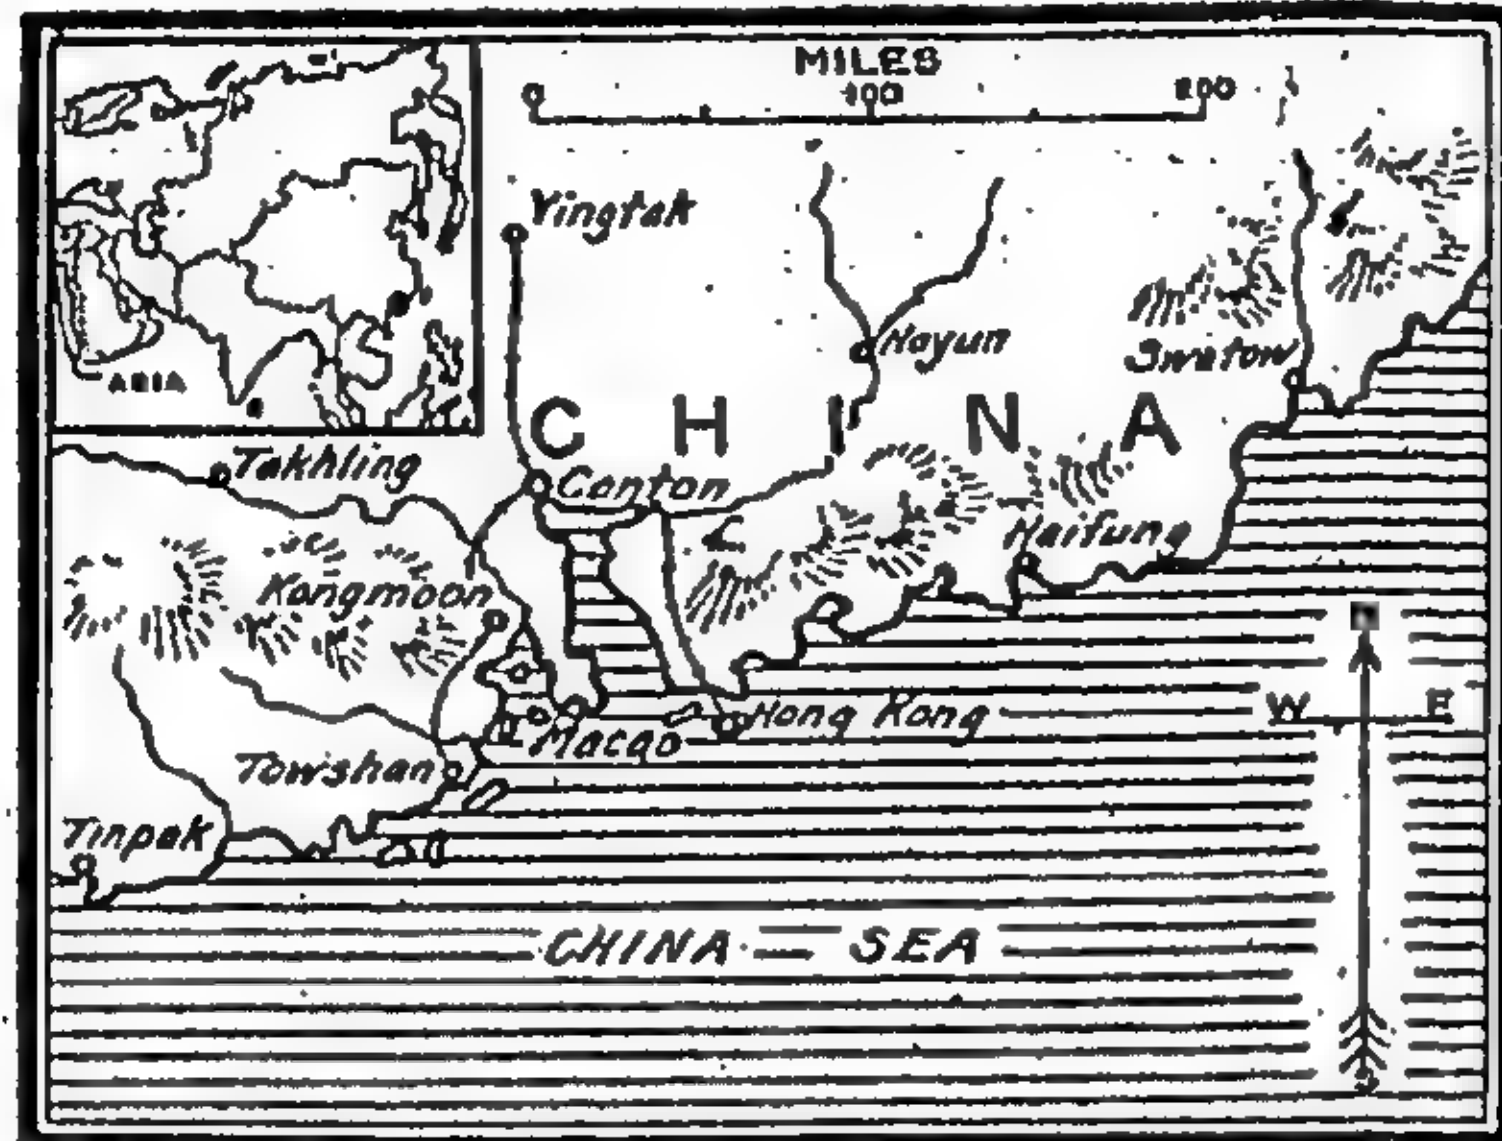 MILES
0 100 200
Yingtak
ASIA
Hoyun
Swatow
CHINA
Takhling
Canton
Haifung
Kongmoon
N
W E
Hong Kong
Macao
Towshan
Tinpak
CHINA SEA
S